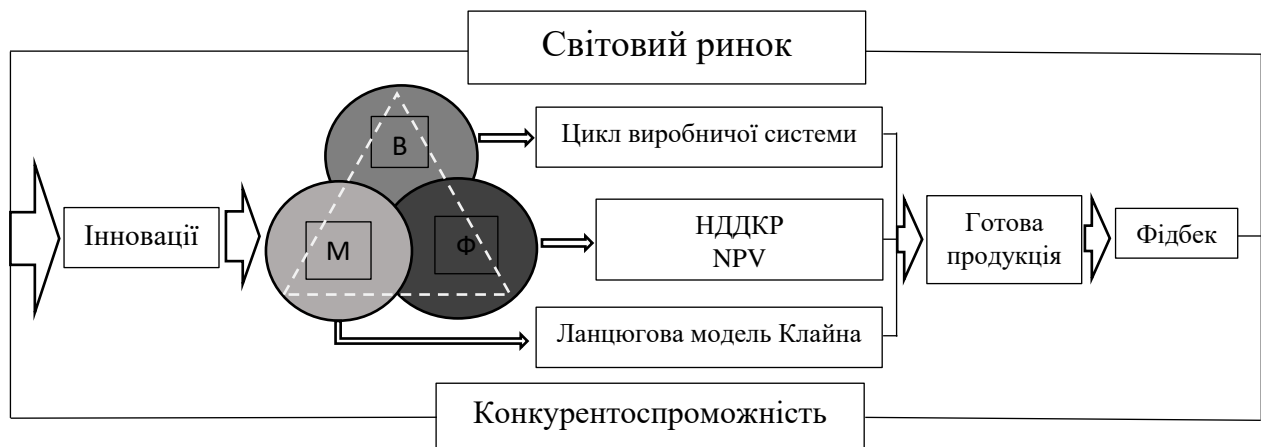 Світовий ринок
В
Цикл виробничої системи
Інновації
М
Ф
НДДКР
NPV
Готова
продукція
Фідбек
Ланцюгова модель Клайна
Конкурентоспроможність